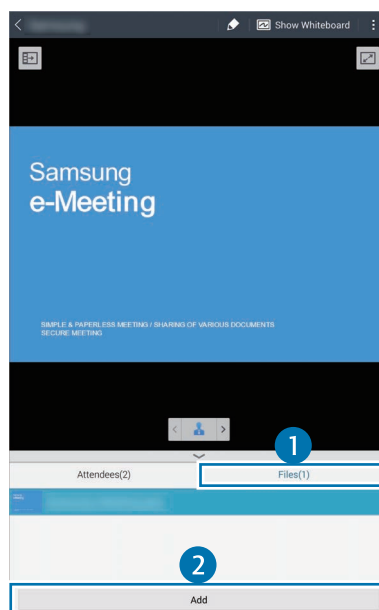 Show Whiteboard
Samsung
e-Meeting
SIMPLE & PAPERLESS MEETING / SHARING OF VARIOUS DOCUMENTS
SECURE MEETING
1
Attendees(2)
Files(1)
2
Add